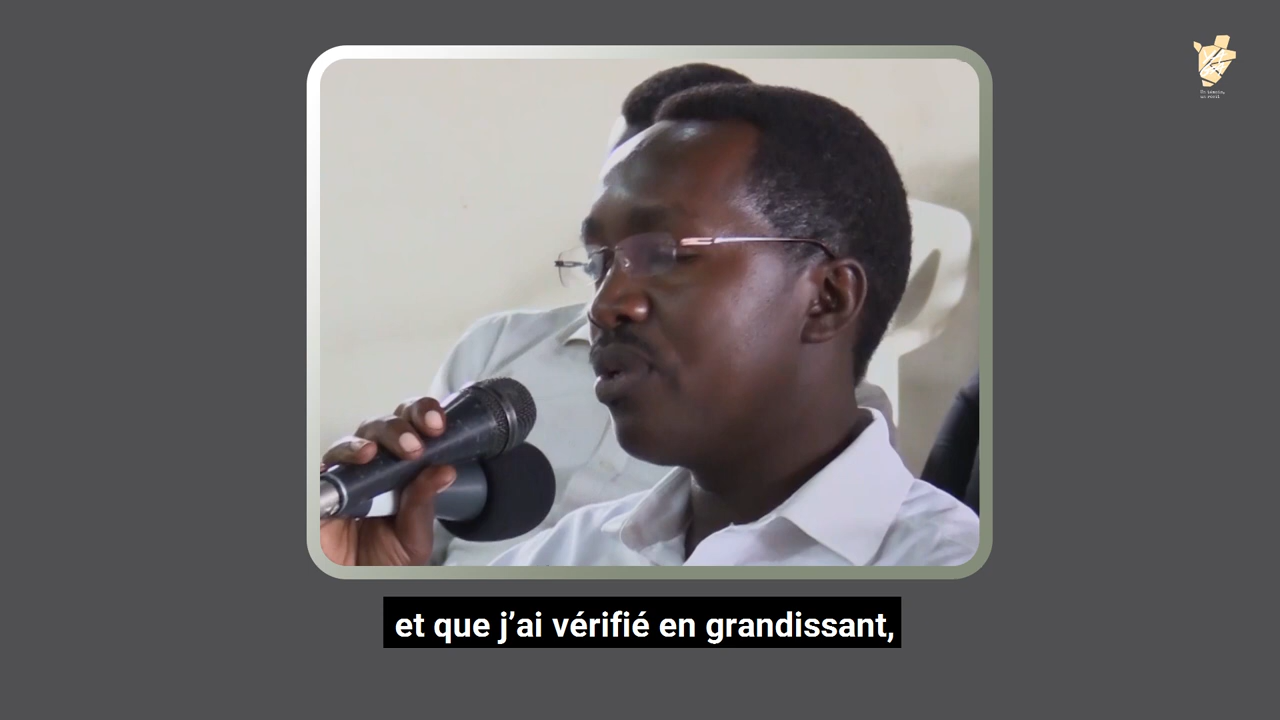 et que j’ai vérifié en grandissant,